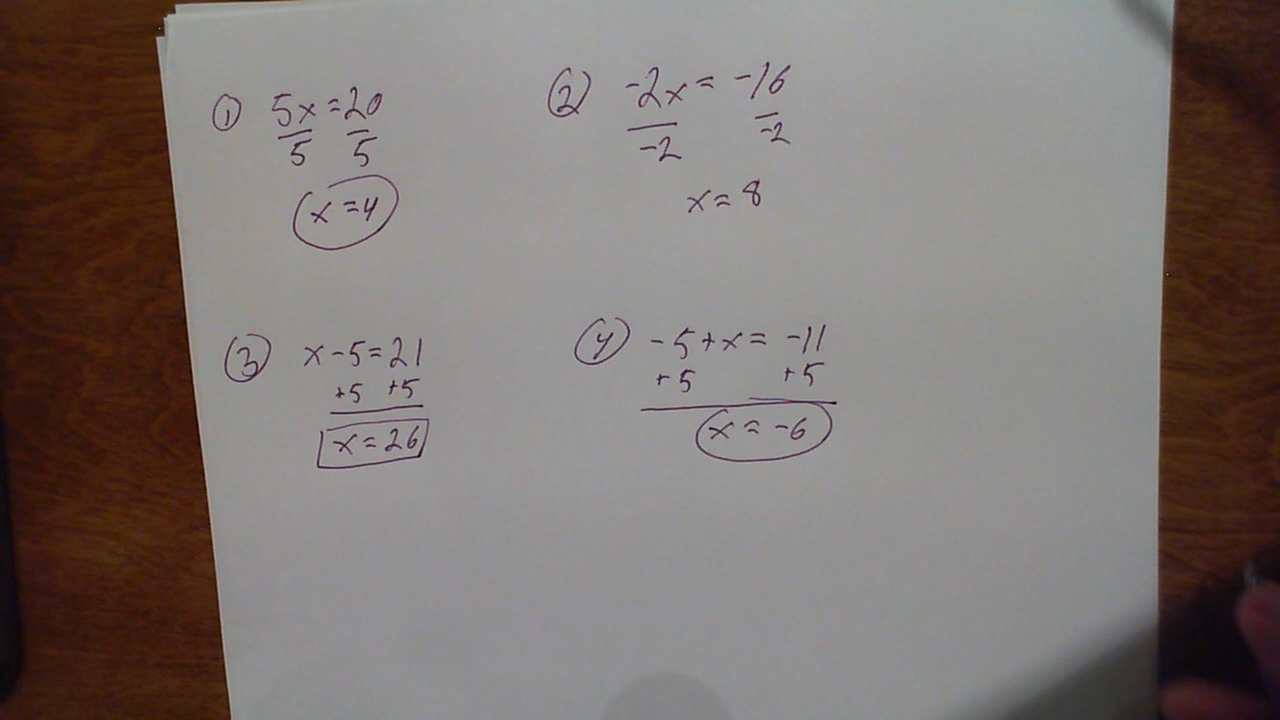 ① 5x=20
5 5
x=4
② -2x=-16
-2 -2
x=8
③ x-5=21
+5 +5
x=26
④ -5+x=-11
+5 +5
x=-6